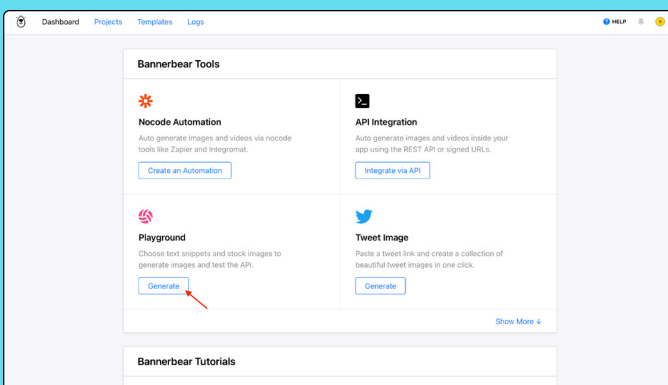 Dashboard Projects Templates Logs
HELP
Bannerbear Tools
Nocode Automation
Auto generate images and videos via nocode
tools like Zapier and Integromat.
Create an Automation
>_
API Integration
Auto generate images and videos inside your
app using the REST API or signed URLs.
Integrate via API
Playground
Choose text snippets and stock images to
generate images and test the API.
Generate
Tweet Image
Paste a tweet link and create a collection of
beautiful tweet images in one click.
Generate
Show More ↓
Bannerbear Tutorials